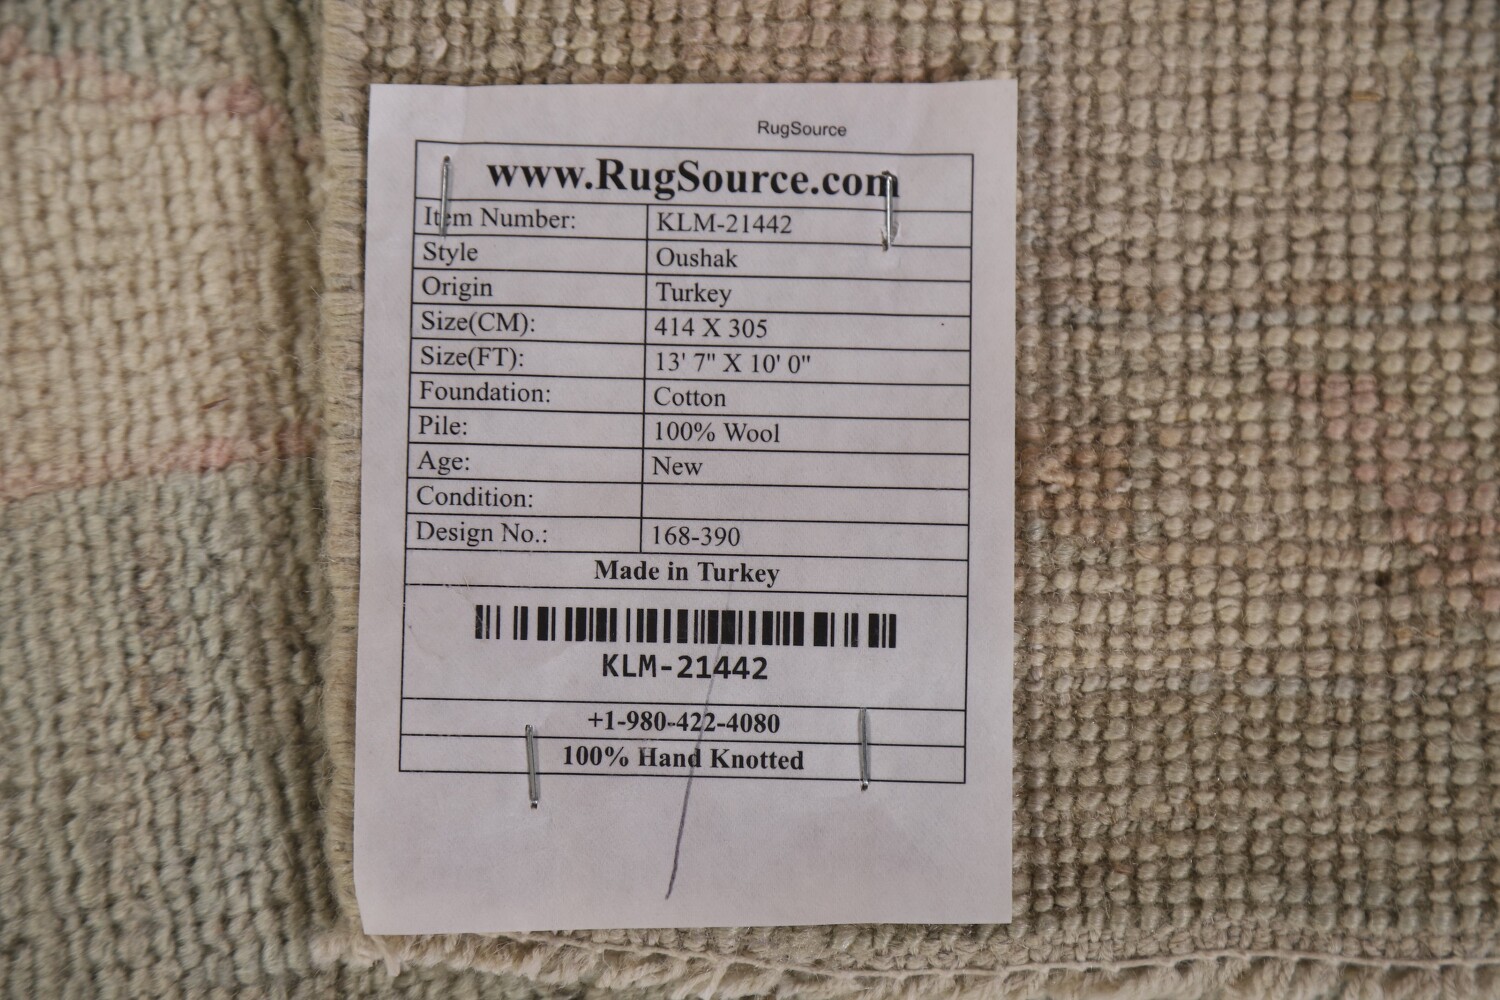 RugSource
www.RugSource.com
Item Number: KLM-21442
Style Oushak
Origin Turkey
Size(CM): 414 X 305
Size(FT): 13' 7" X 10' 0"
Foundation: Cotton
Pile: 100% Wool
Age: New
Condition:
Design No.: 168-390
Made in Turkey
KLM-21442
+1-980-422-4080
100% Hand Knotted